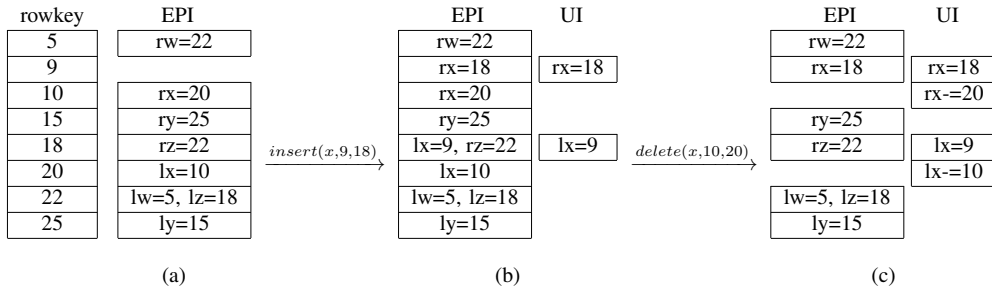 rowkey EPI EPI UI EPI UI
5 rw=22 rw=22 rw=22
9 rx=18 rx=18 rx=18 rx=18
10 rx=20 rx=20 rx-=20
15 ry=25 ry=25 ry=25
18 rz=22 insert(x,9,18) lx=9, rz=22 lx=9 delete(x,10,20) rz=22 lx=9
20 lx=10 lx=10 lx-=10
22 lw=5, lz=18 lw=5, lz=18 lw=5, lz=18
25 ly=15 ly=15 ly=15
(a) (b) (c)